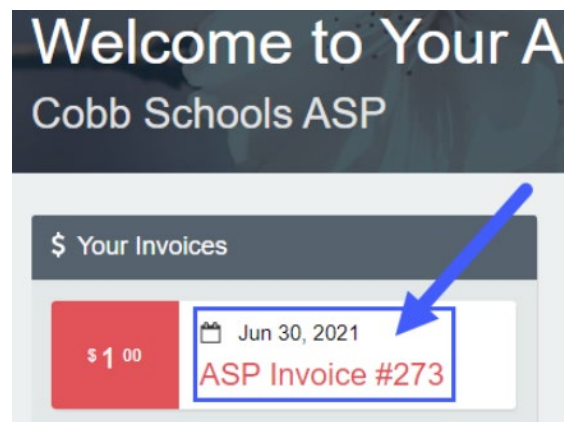 Welcome to Your A
Cobb Schools ASP
$ Your Invoices
$1 00
Jun 30, 2021
ASP Invoice #273